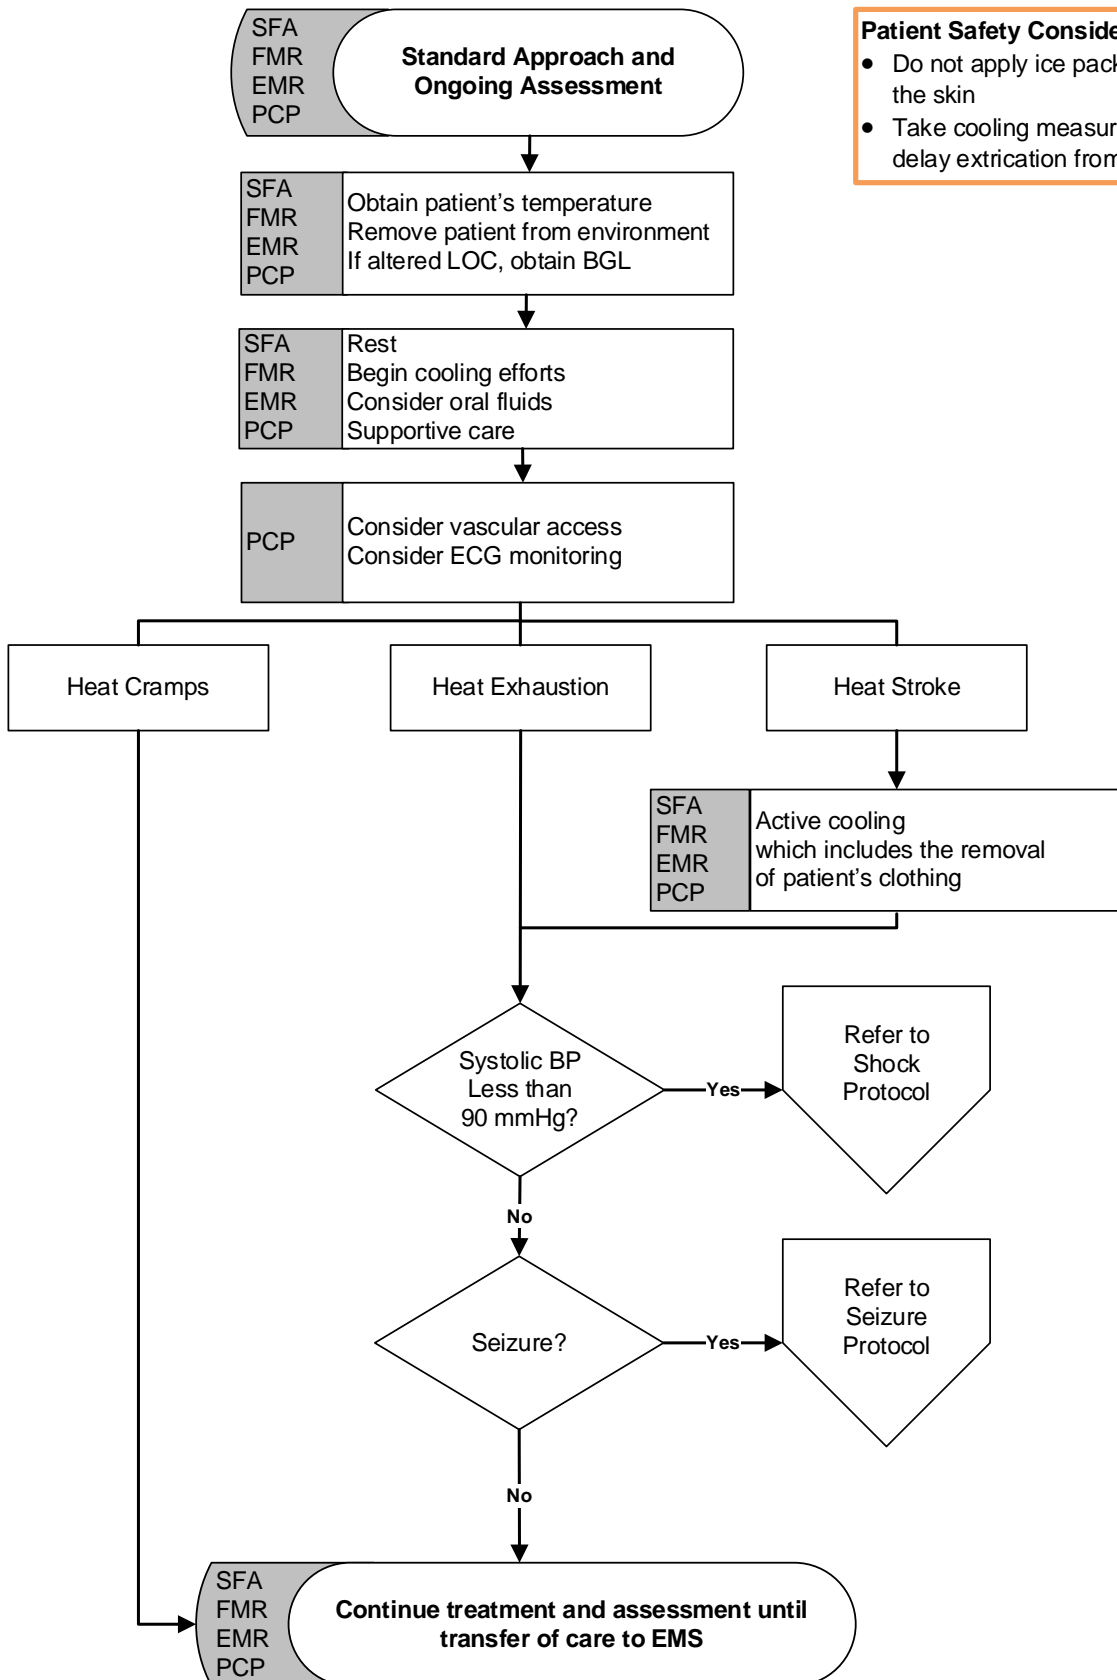 SFA
FMR
EMR
PCP
Standard Approach and
Ongoing Assessment
Patient Safety
● Do not apply ice
the skin
● Take cooling
delay extrication from
SFA
FMR
EMR
PCP
Obtain patient's temperature
Remove patient from environment
If altered LOC, obtain BGL
SFA
FMR
EMR
PCP
Rest
Begin cooling efforts
Consider oral fluids
Supportive care
PCP
Consider vascular access
Consider ECG monitoring
Heat Cramps
Heat Exhaustion
Heat Stroke
SFA
FMR
EMR
PCP
Active cooling
which includes the removal
of patient's clothing
Systolic BP
Less than
90 mmHg?
Yes
Refer to
Shock
Protocol
No
Seizure?
Yes
Refer to
Seizure
Protocol
No
SFA
FMR
EMR
PCP
Continue treatment and assessment until
transfer of care to EMS